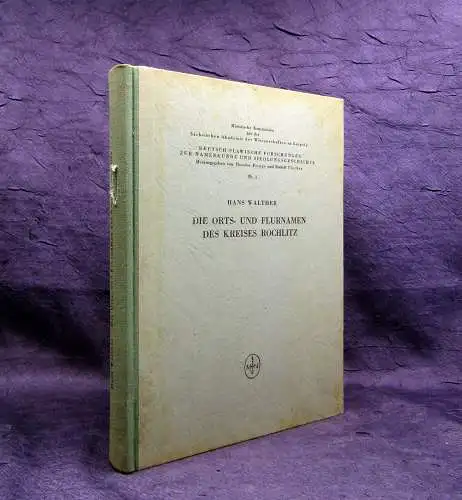 Historische Kommission
bei der
Sächsischen Akademie der Wissenschaften zu Leipzig
DEUTSCH-SLAWISCHE FORSCHUNGEN
ZUR NAMENKUNDE UND SIEDLUNGSGESCHICHTE
Herausgegeben von Theodor Frings und Rudolf Fischer
Nr. 3
HANS WALTHER
DIE ORTS- UND FLURNAMEN
DES KREISES ROCHLITZ